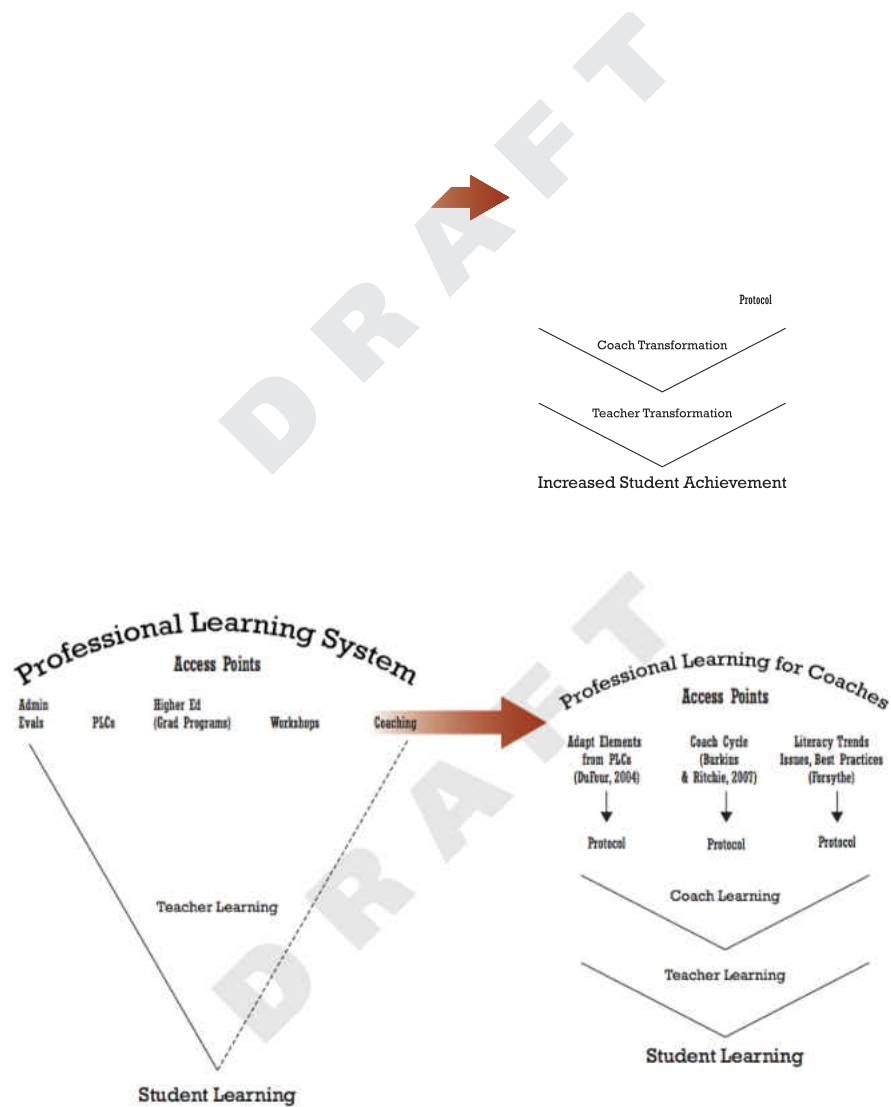 DRAFT
Protocol
Coach Transformation
Teacher Transformation
Increased Student Achievement
DRAFT
Professional Learning System
Access Points
Admin
Evals
PLCs
Higher Ed
(Grad Programs)
Workshops
Coaching
Teacher Learning
Student Learning
Professional Learning for Coaches
Access Points
Adapt Elements
from PLCs
(DuFour, 2004)
Coach Cycle
(Burkins
& Ritchie, 2007)
Literacy Trends
Issues, Best Practices
(Forsythe)
Protocol
Protocol
Protocol
Coach Learning
Teacher Learning
Student Learning